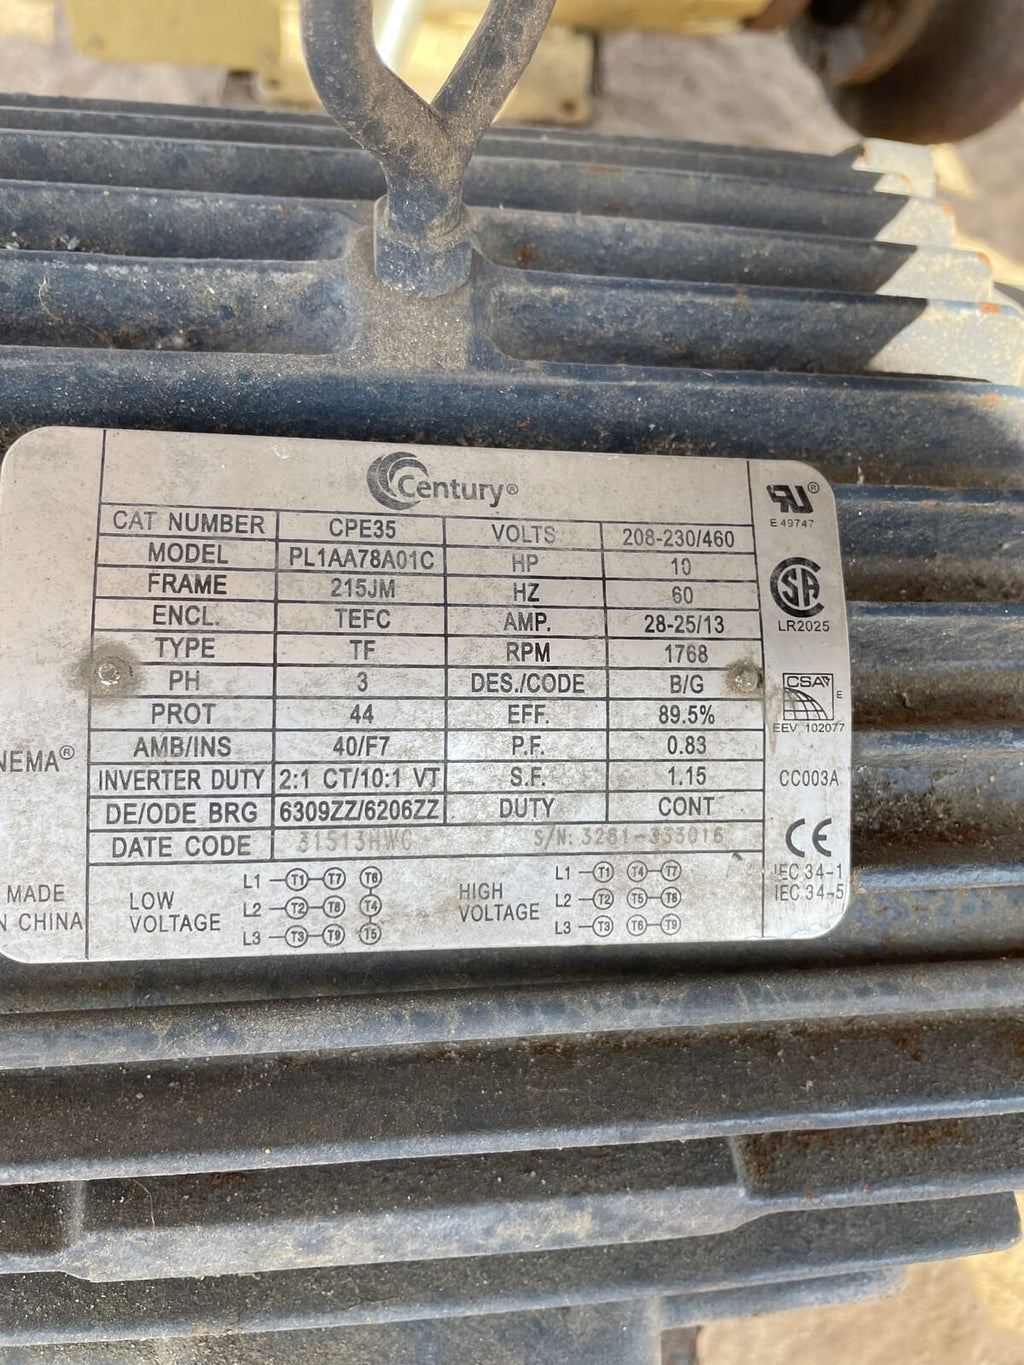 Century®
CAT NUMBER CPE35 VOLTS 208-230/460
MODEL PL1AA78A01C HP 10
FRAME 215JM HZ 60
ENCL. TEFC AMP. 28-25/13
TYPE TF RPM 1768
PH 3 DES./CODE B/G
PROT 44 EFF. 89.5%
AMB/INS 40/F7 P.F. 0.83
INVERTER DUTY 2:1 CT/10:1 VT S.F. 1.15
DE/ODE BRG 6309ZZ/6206ZZ DUTY CONT
DATE CODE 31513HWC S/N: 3281-333016
LOW VOLTAGE
L1 T1 T7 T6
L2 T2 T8 T4
L3 T3 T9 T5
HIGH VOLTAGE
L1 T1 T4 T7
L2 T2 T5 T8
L3 T3 T6 T9
NEMA®
MADE
N CHINA
RU®
E 49747
SA
LR2025
CSA
E
EEV 102077
CC003A
CE
IEC 34-1
IEC 34-5